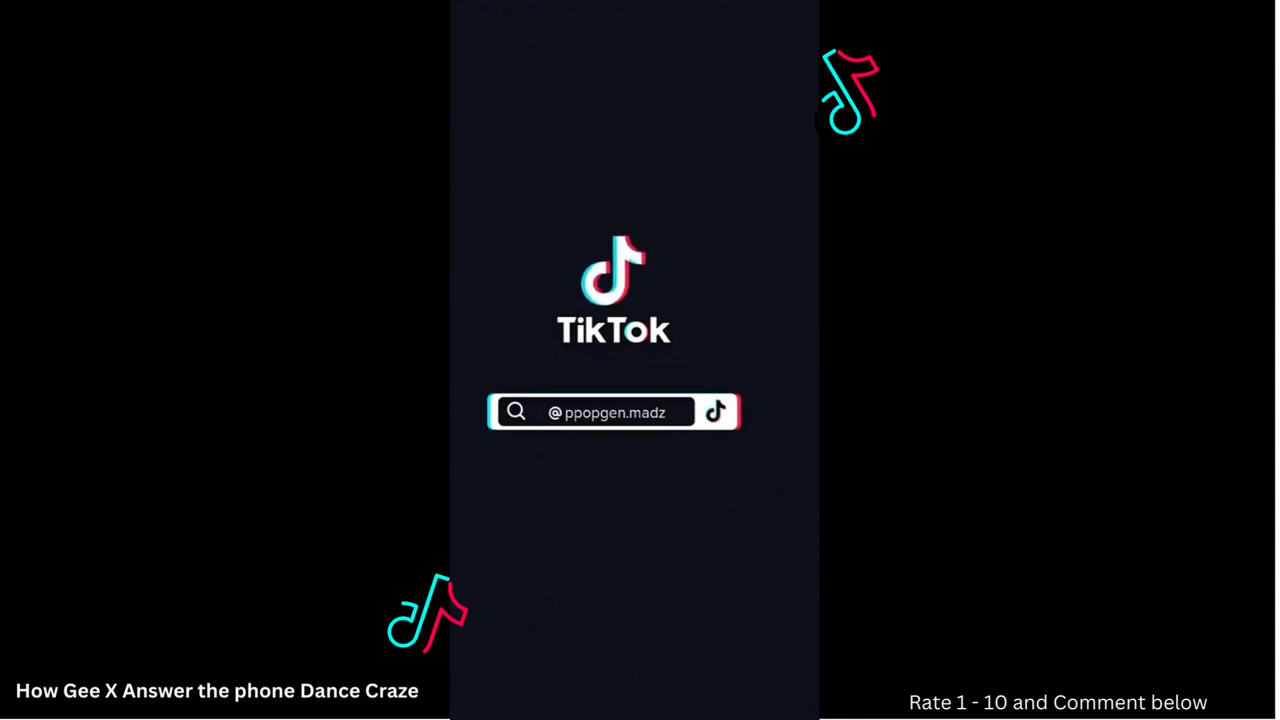 TikTok
@ppopgen.madz
How Gee X Answer the phone Dance Craze
Rate 1 - 10 and Comment below